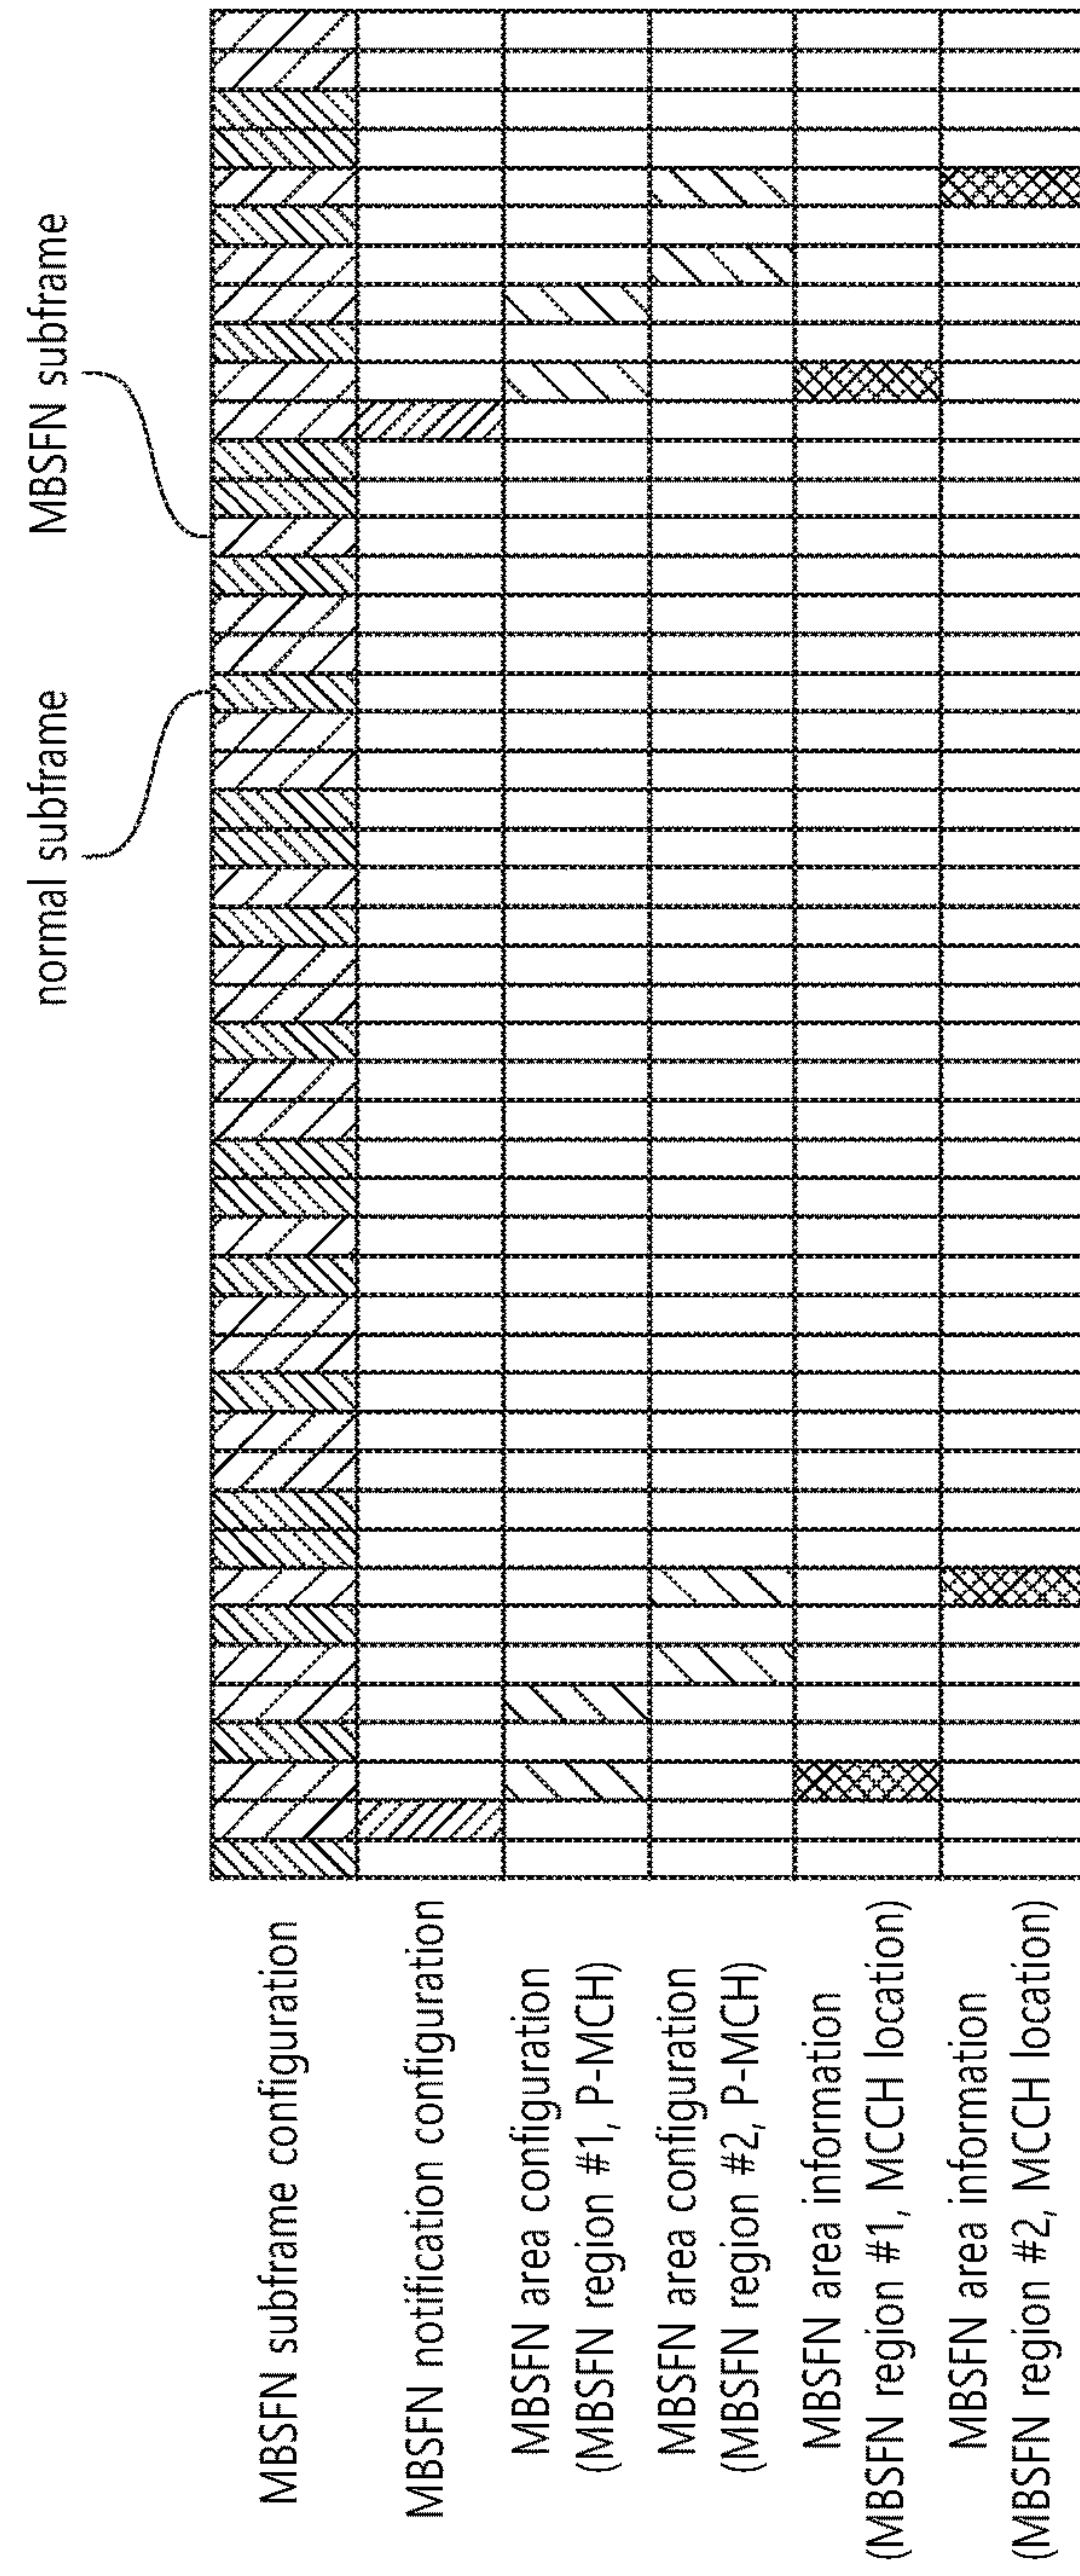 normal subframe
MBSFN subframe
MBSFN subframe configuration
MBSFN notification configuration
MBSFN area configuration
(MBSFN region #1, P-MCH)
MBSFN area configuration
(MBSFN region #2, P-MCH)
MBSFN area information
(MBSFN region #1, MCCH location)
MBSFN area information
(MBSFN region #2, MCCH location)